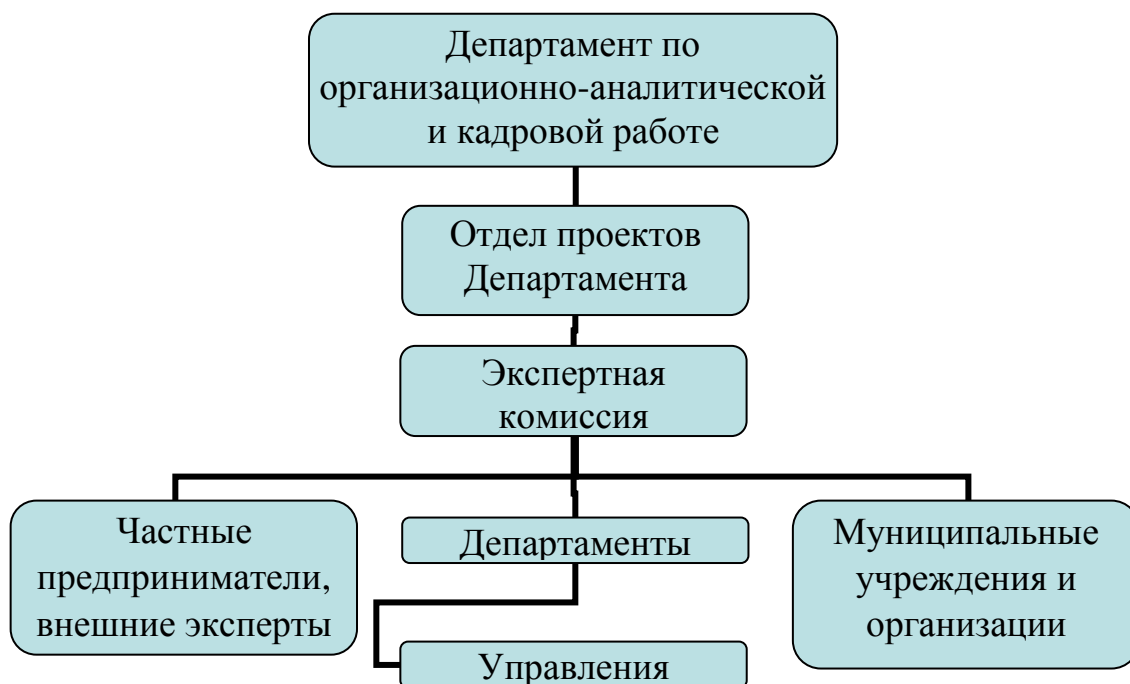 Департамент по
организационно-аналитической
и кадровой работе
Отдел проектов
Департамента
Экспертная
комиссия
Частные
предприниматели,
внешние эксперты
Департаменты
Управления
Муниципальные
учреждения и
организации